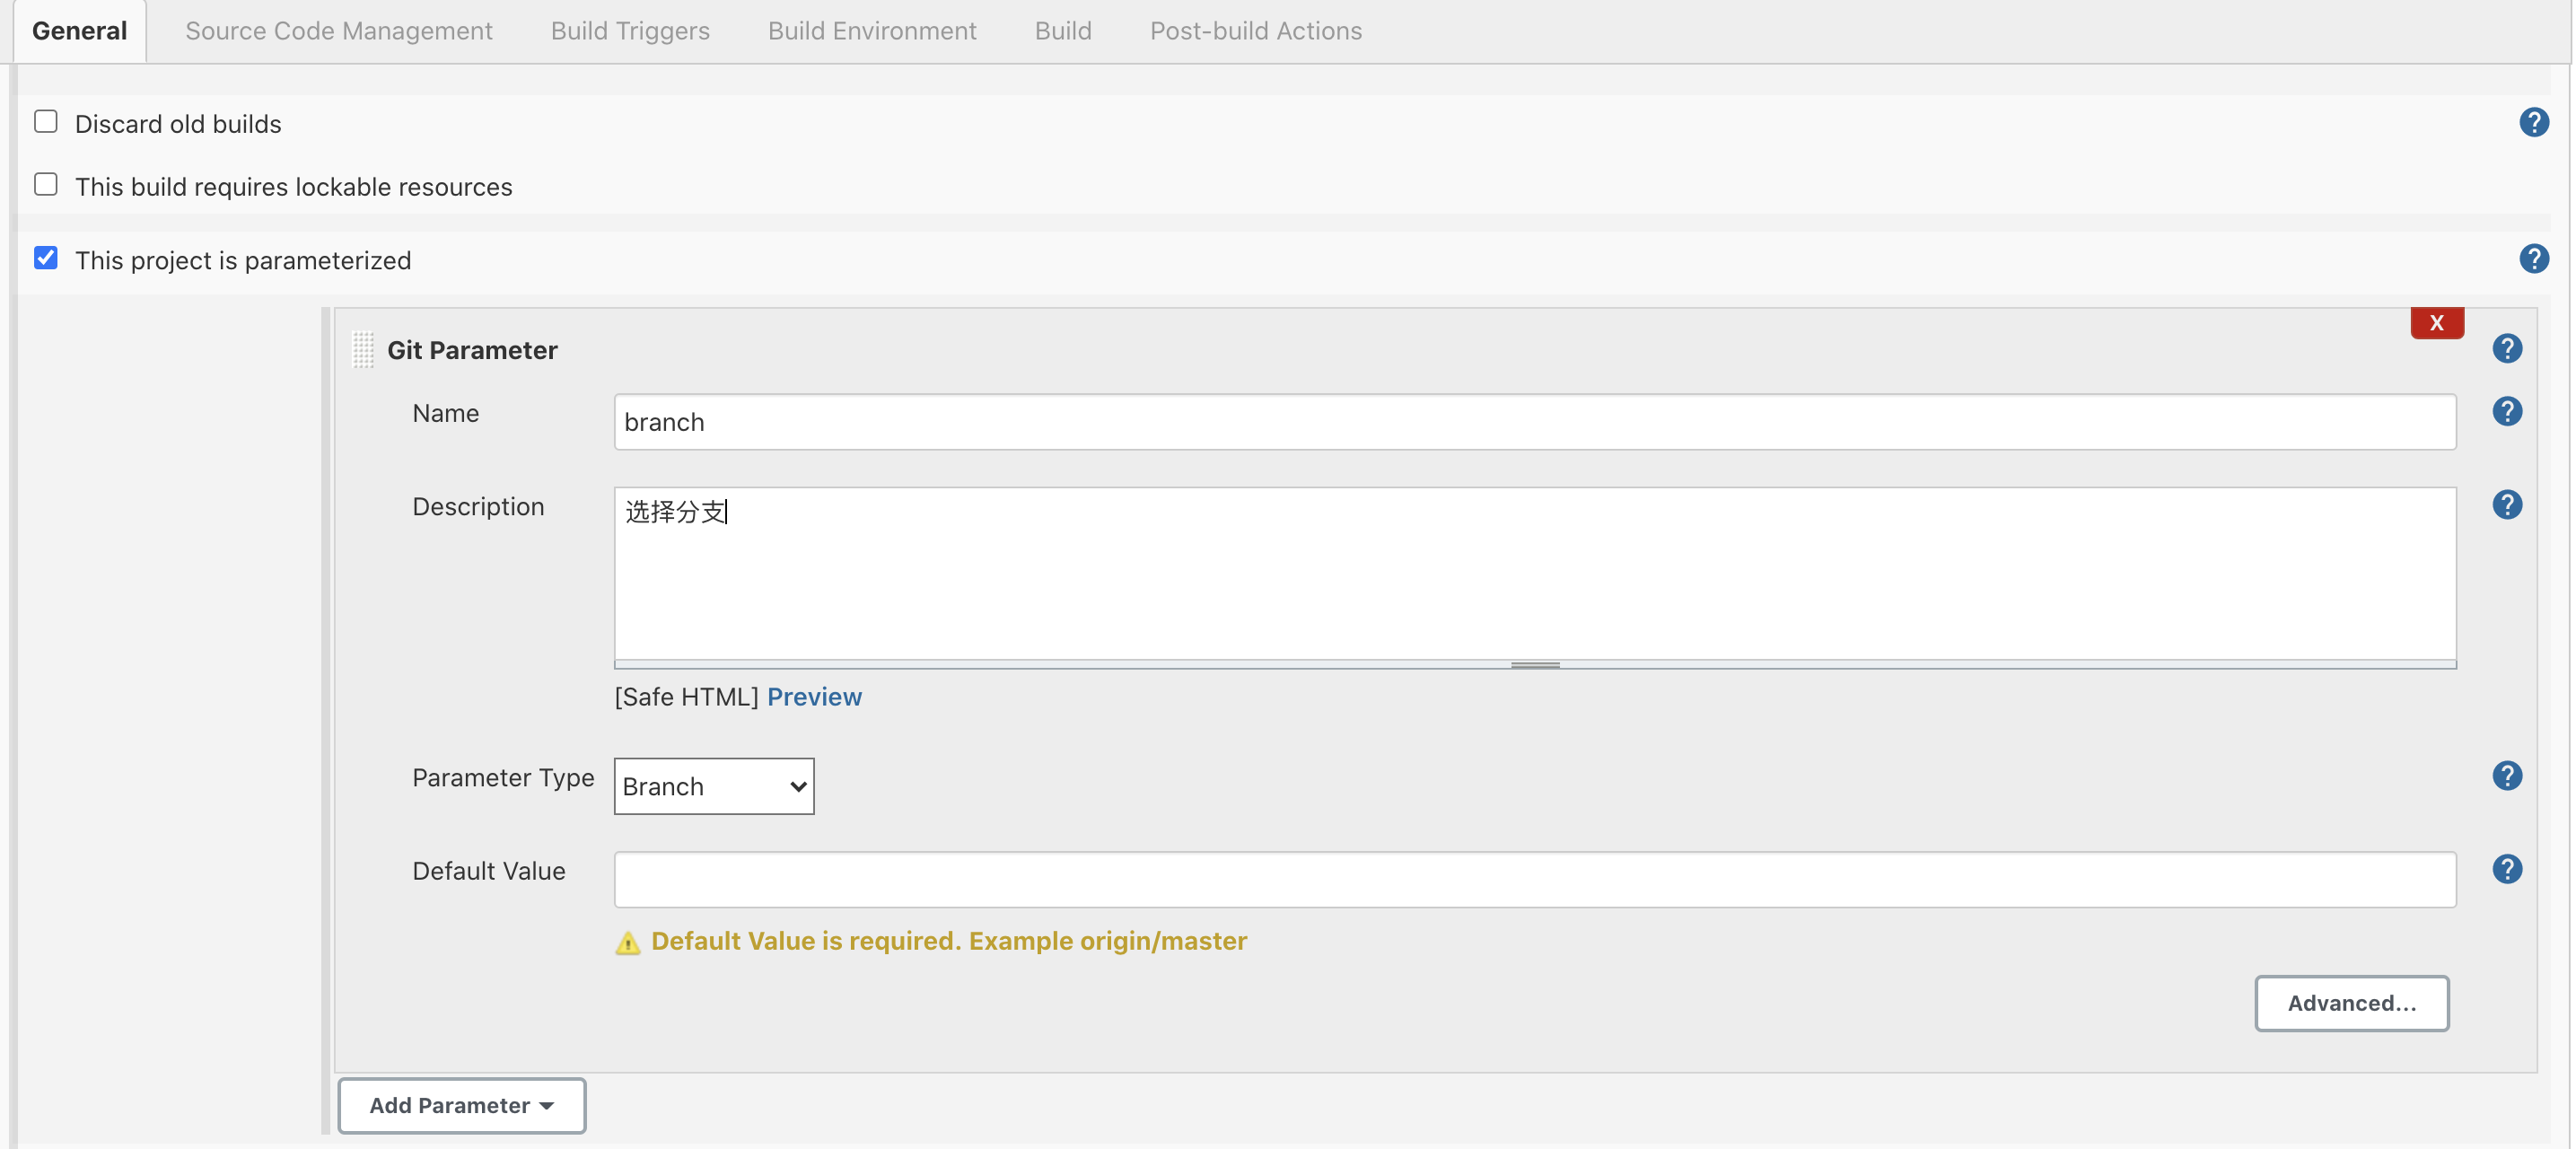 General Source Code Management Build Triggers Build Environment Build Post-build Actions
Discard old builds
This build requires lockable resources
This project is parameterized
X
Git Parameter
Name branch
Description 选择分支
[Safe HTML] Preview
Parameter Type Branch
Default Value
Default Value is required. Example origin/master
Advanced...
Add Parameter